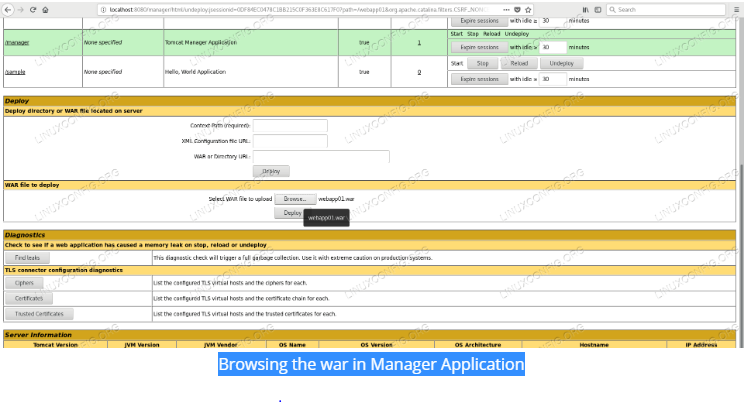 localhost:8080/manager/html/undeploy;jsessionid=0DF84EC0478C1BB215C0F363E8C617F0?path=/webapp01&org.apache.catalina.filters.CSRF_NON
Search
Expire sessions with idle ≥ 30 minutes
Start Stop Reload Undeploy
/manager None specified Tomcat Manager Application true 1
Expire sessions with idle ≥ 30 minutes
/sample None specified Hello, World Application true 0 Start Stop Reload Undeploy
Expire sessions with idle ≥ 30 minutes
Deploy
Deploy directory or WAR file located on server
Context Path (required):
XML Configuration file URL:
WAR or Directory URL:
Deploy
WAR file to deploy
Select WAR file to upload Browse... webapp01.war
Deploy webapp01.war
Diagnostics
Check to see if a web application has caused a memory leak on stop, reload or undeploy
Find leaks This diagnostic check will trigger a full garbage collection. Use it with extreme caution on production systems.
TLS connector configuration diagnostics
Ciphers List the configured TLS virtual hosts and the ciphers for each.
Certificates List the configured TLS virtual hosts and the certificate chain for each.
Trusted Certificates List the configured TLS virtual hosts and the trusted certificates for each.
Server Information
Tomcat Version JVM Version JVM Vendor OS Name OS Version OS Architecture Hostname IP Address
LINUXCONFIG.ORG
Browsing the war in Manager Application